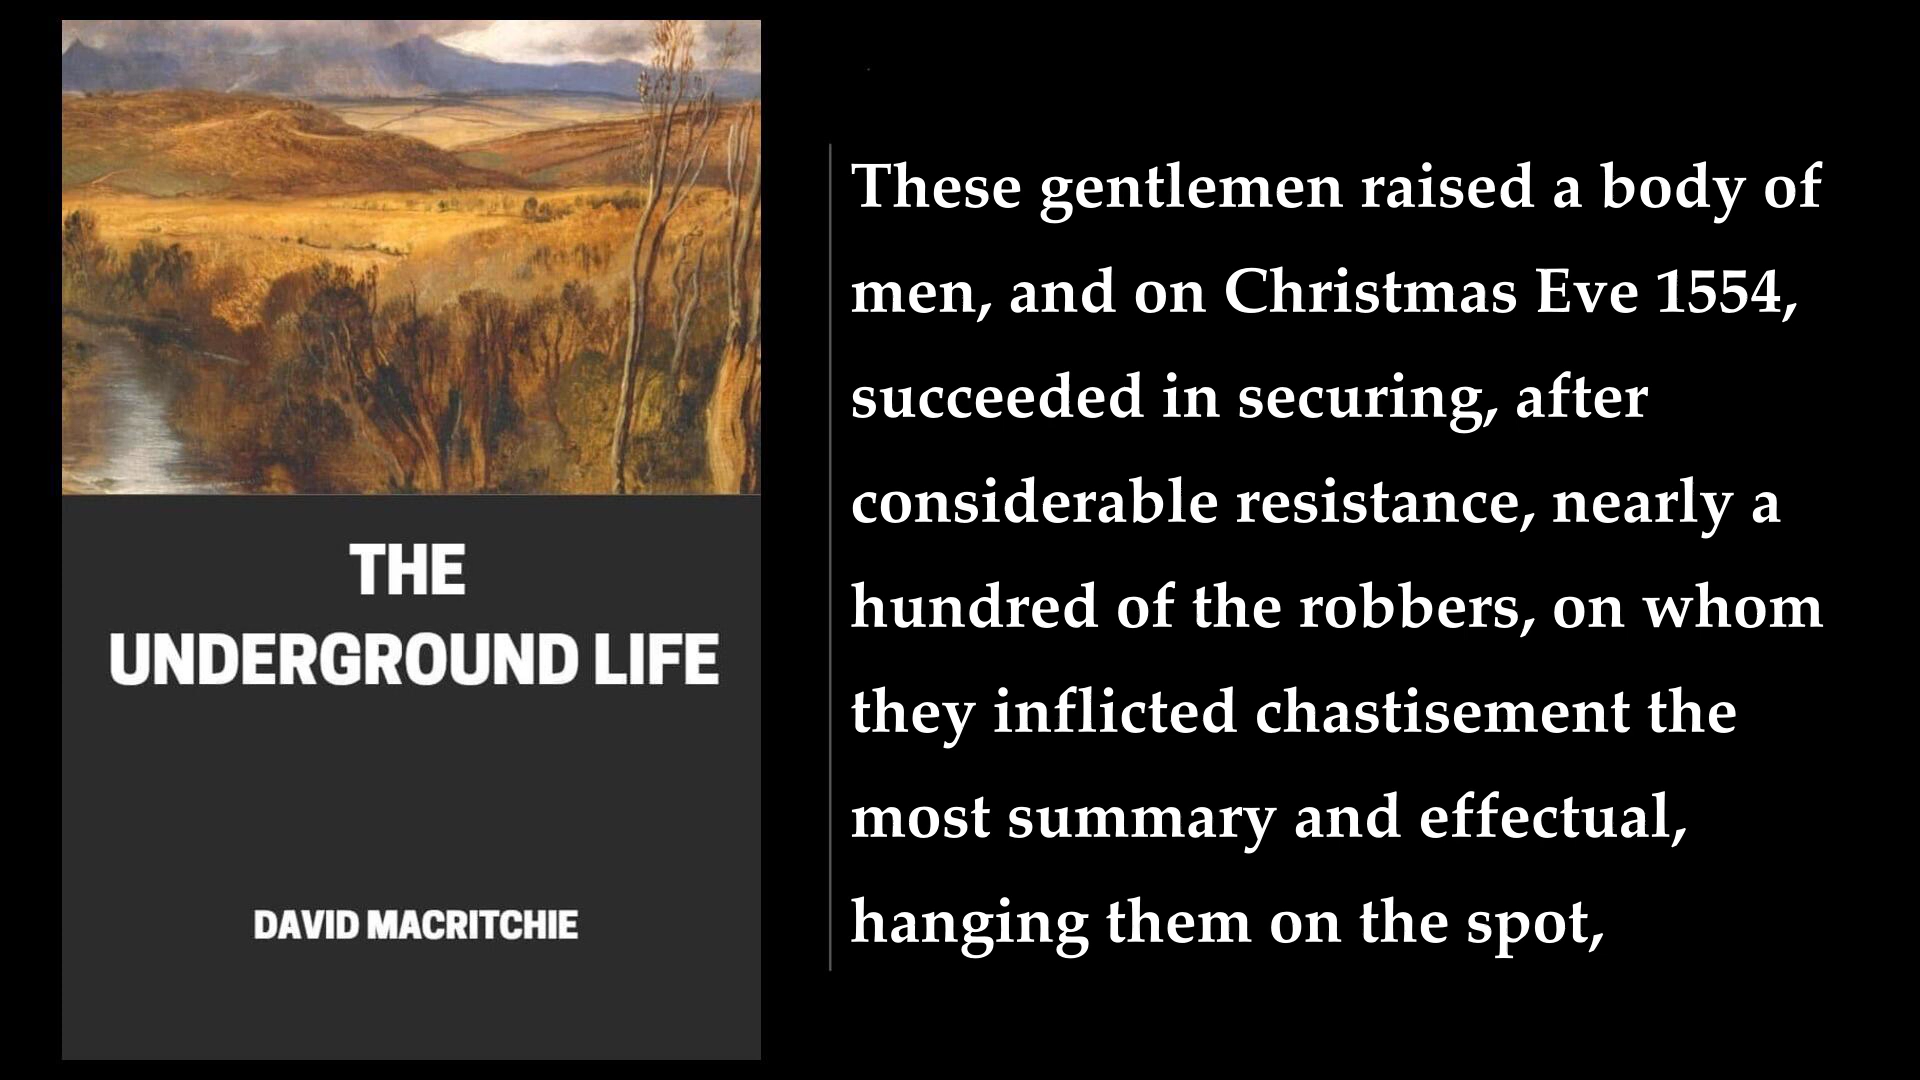 THE
UNDERGROUND LIFE
DAVID MACRITCHIE
These gentlemen raised a body of
men, and on Christmas Eve 1554,
succeeded in securing, after
considerable resistance, nearly a
hundred of the robbers, on whom
they inflicted chastisement the
most summary and effectual,
hanging them on the spot,